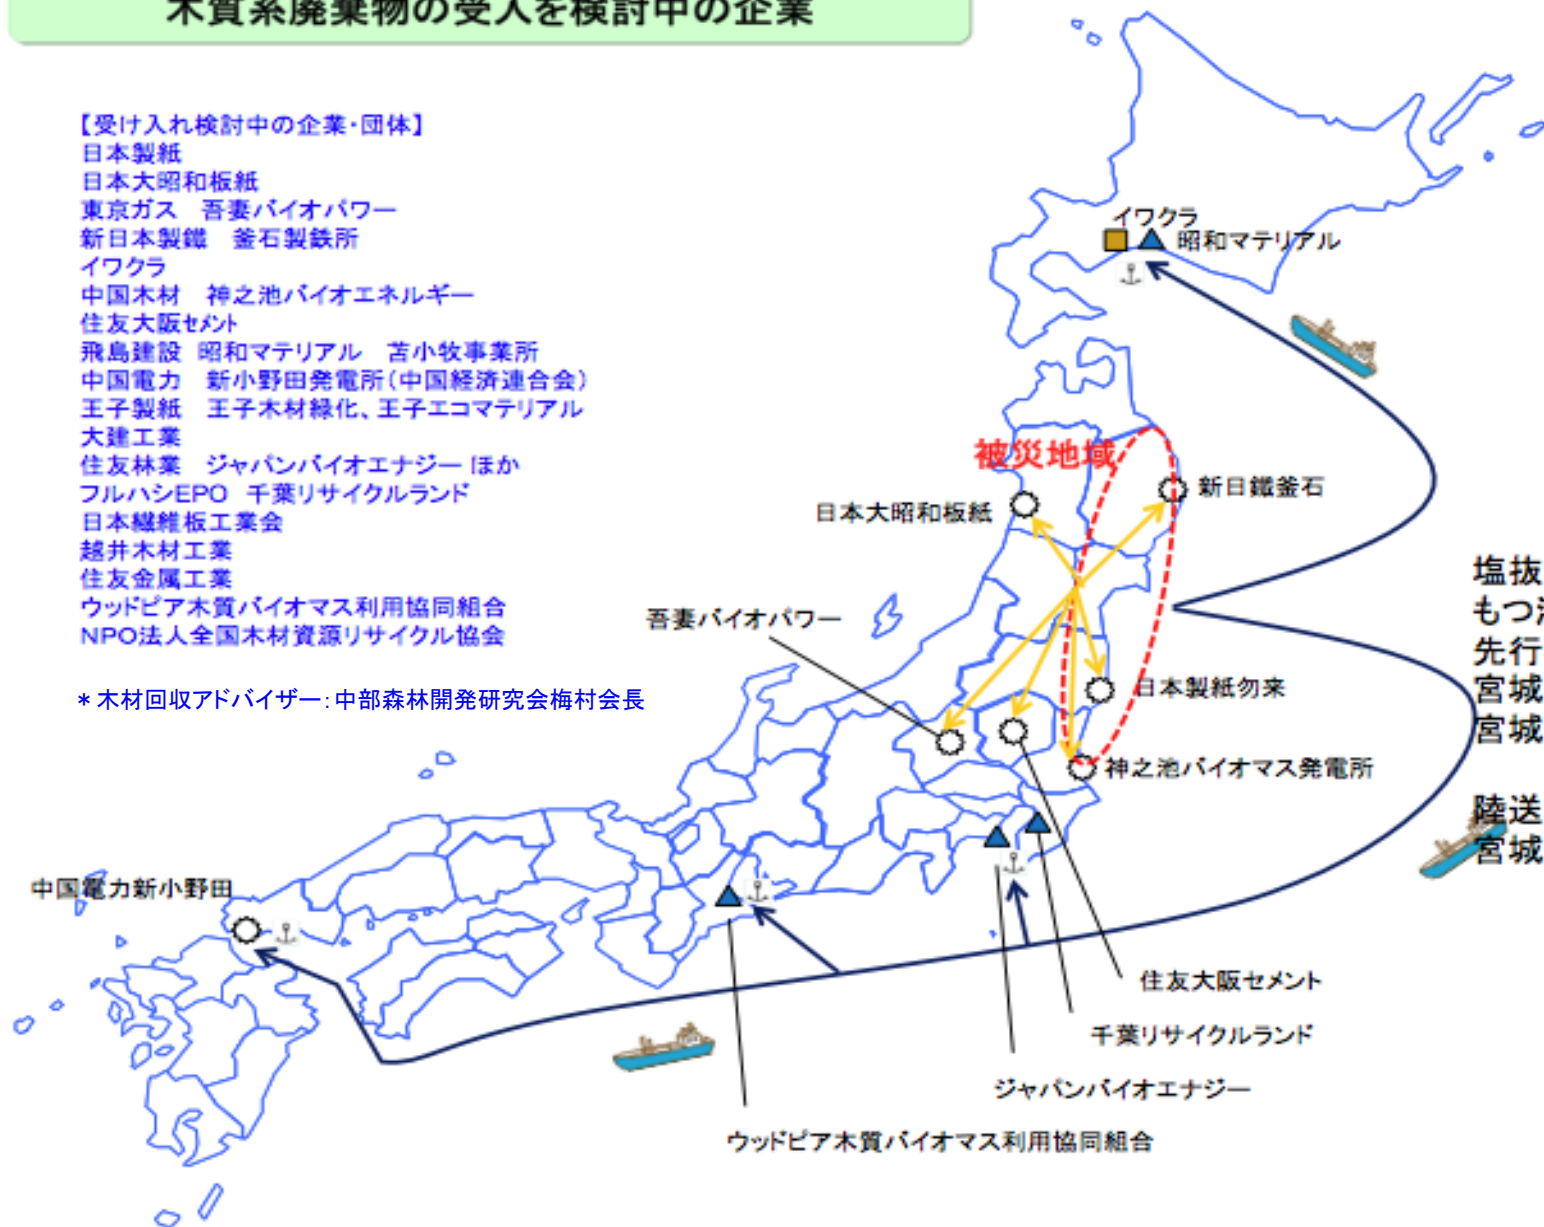 木質系廃棄物の受入を検討中の企業
【受け入れ検討中の企業・団体】
日本製紙
日本大昭和板紙
東京ガス　吾妻バイオパワー
新日本製鐵　釜石製鉄所
イワクラ
中国木材　神之池バイオエネルギー
住友大阪ｾﾒﾝﾄ
飛島建設 昭和マテリアル　苫小牧事業所
中国電力　新小野田発電所(中国経済連合会)
王子製紙　王子木材緑化、王子エコマテリアル
大建工業
住友林業　ジャパンバイオエナジー ほか
フルハシEPO 千葉リサイクルランド
日本繊維板工業会
越井木材工業
住友金属工業
ウッドピア木質バイオマス利用協同組合
NPO法人全国木材資源リサイクル協会
＊木材回収アドバイザー：中部森林開発研究会梅村会長
イワクラ
昭和マテリアル
被災地域
新日鐵釜石
日本大昭和板紙
吾妻バイオパワー
日本製紙勿来
神之池バイオマス発電所
中国電力新小野田
住友大阪セメント
千葉リサイクルランド
ジャパンバイオエナジー
ウッドピア木質バイオマス利用協同組合
塩抜
もつ
先行
宮城
宮城
陸送
宮城